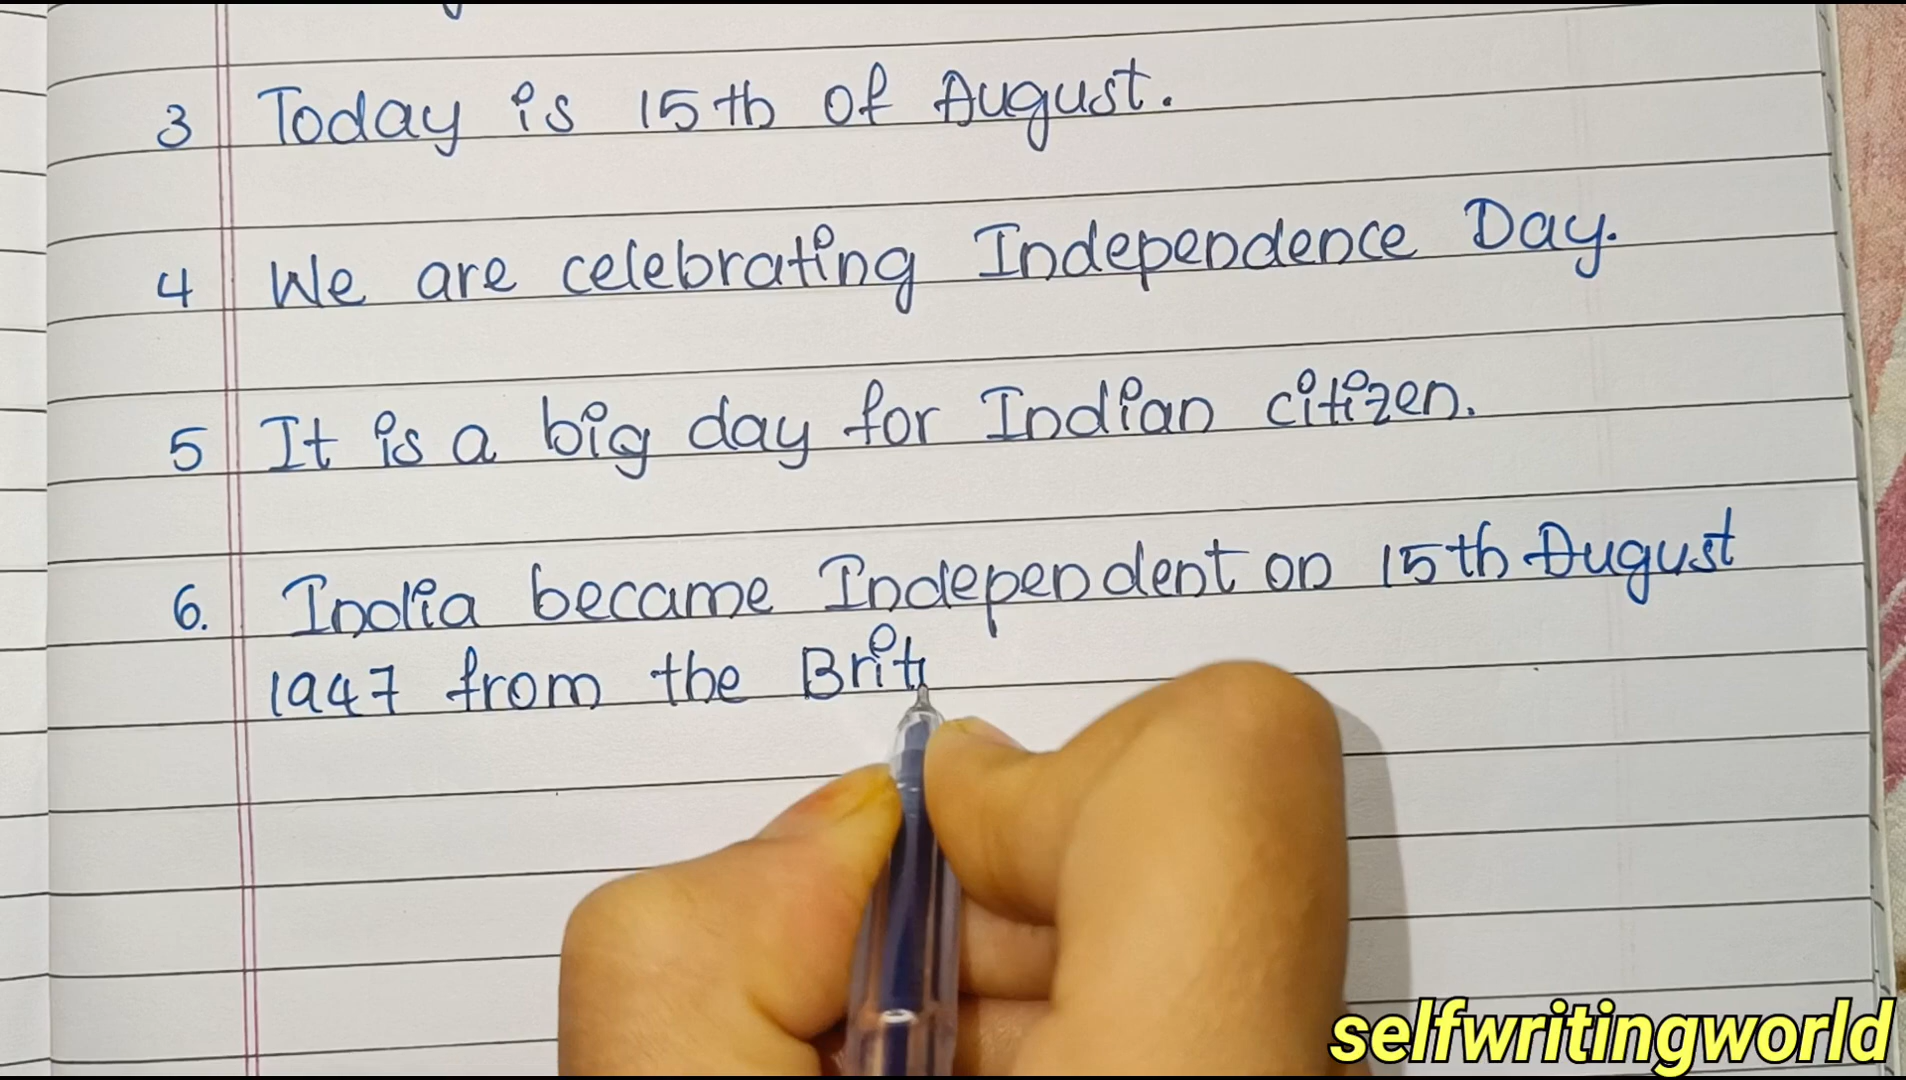 3 Today is 15th of August.
4 We are celebrating Independence Day.
5 It is a big day for Indian citizen.
6. India became Independent on 15th August
1947 from the Briti
selfwritingworld